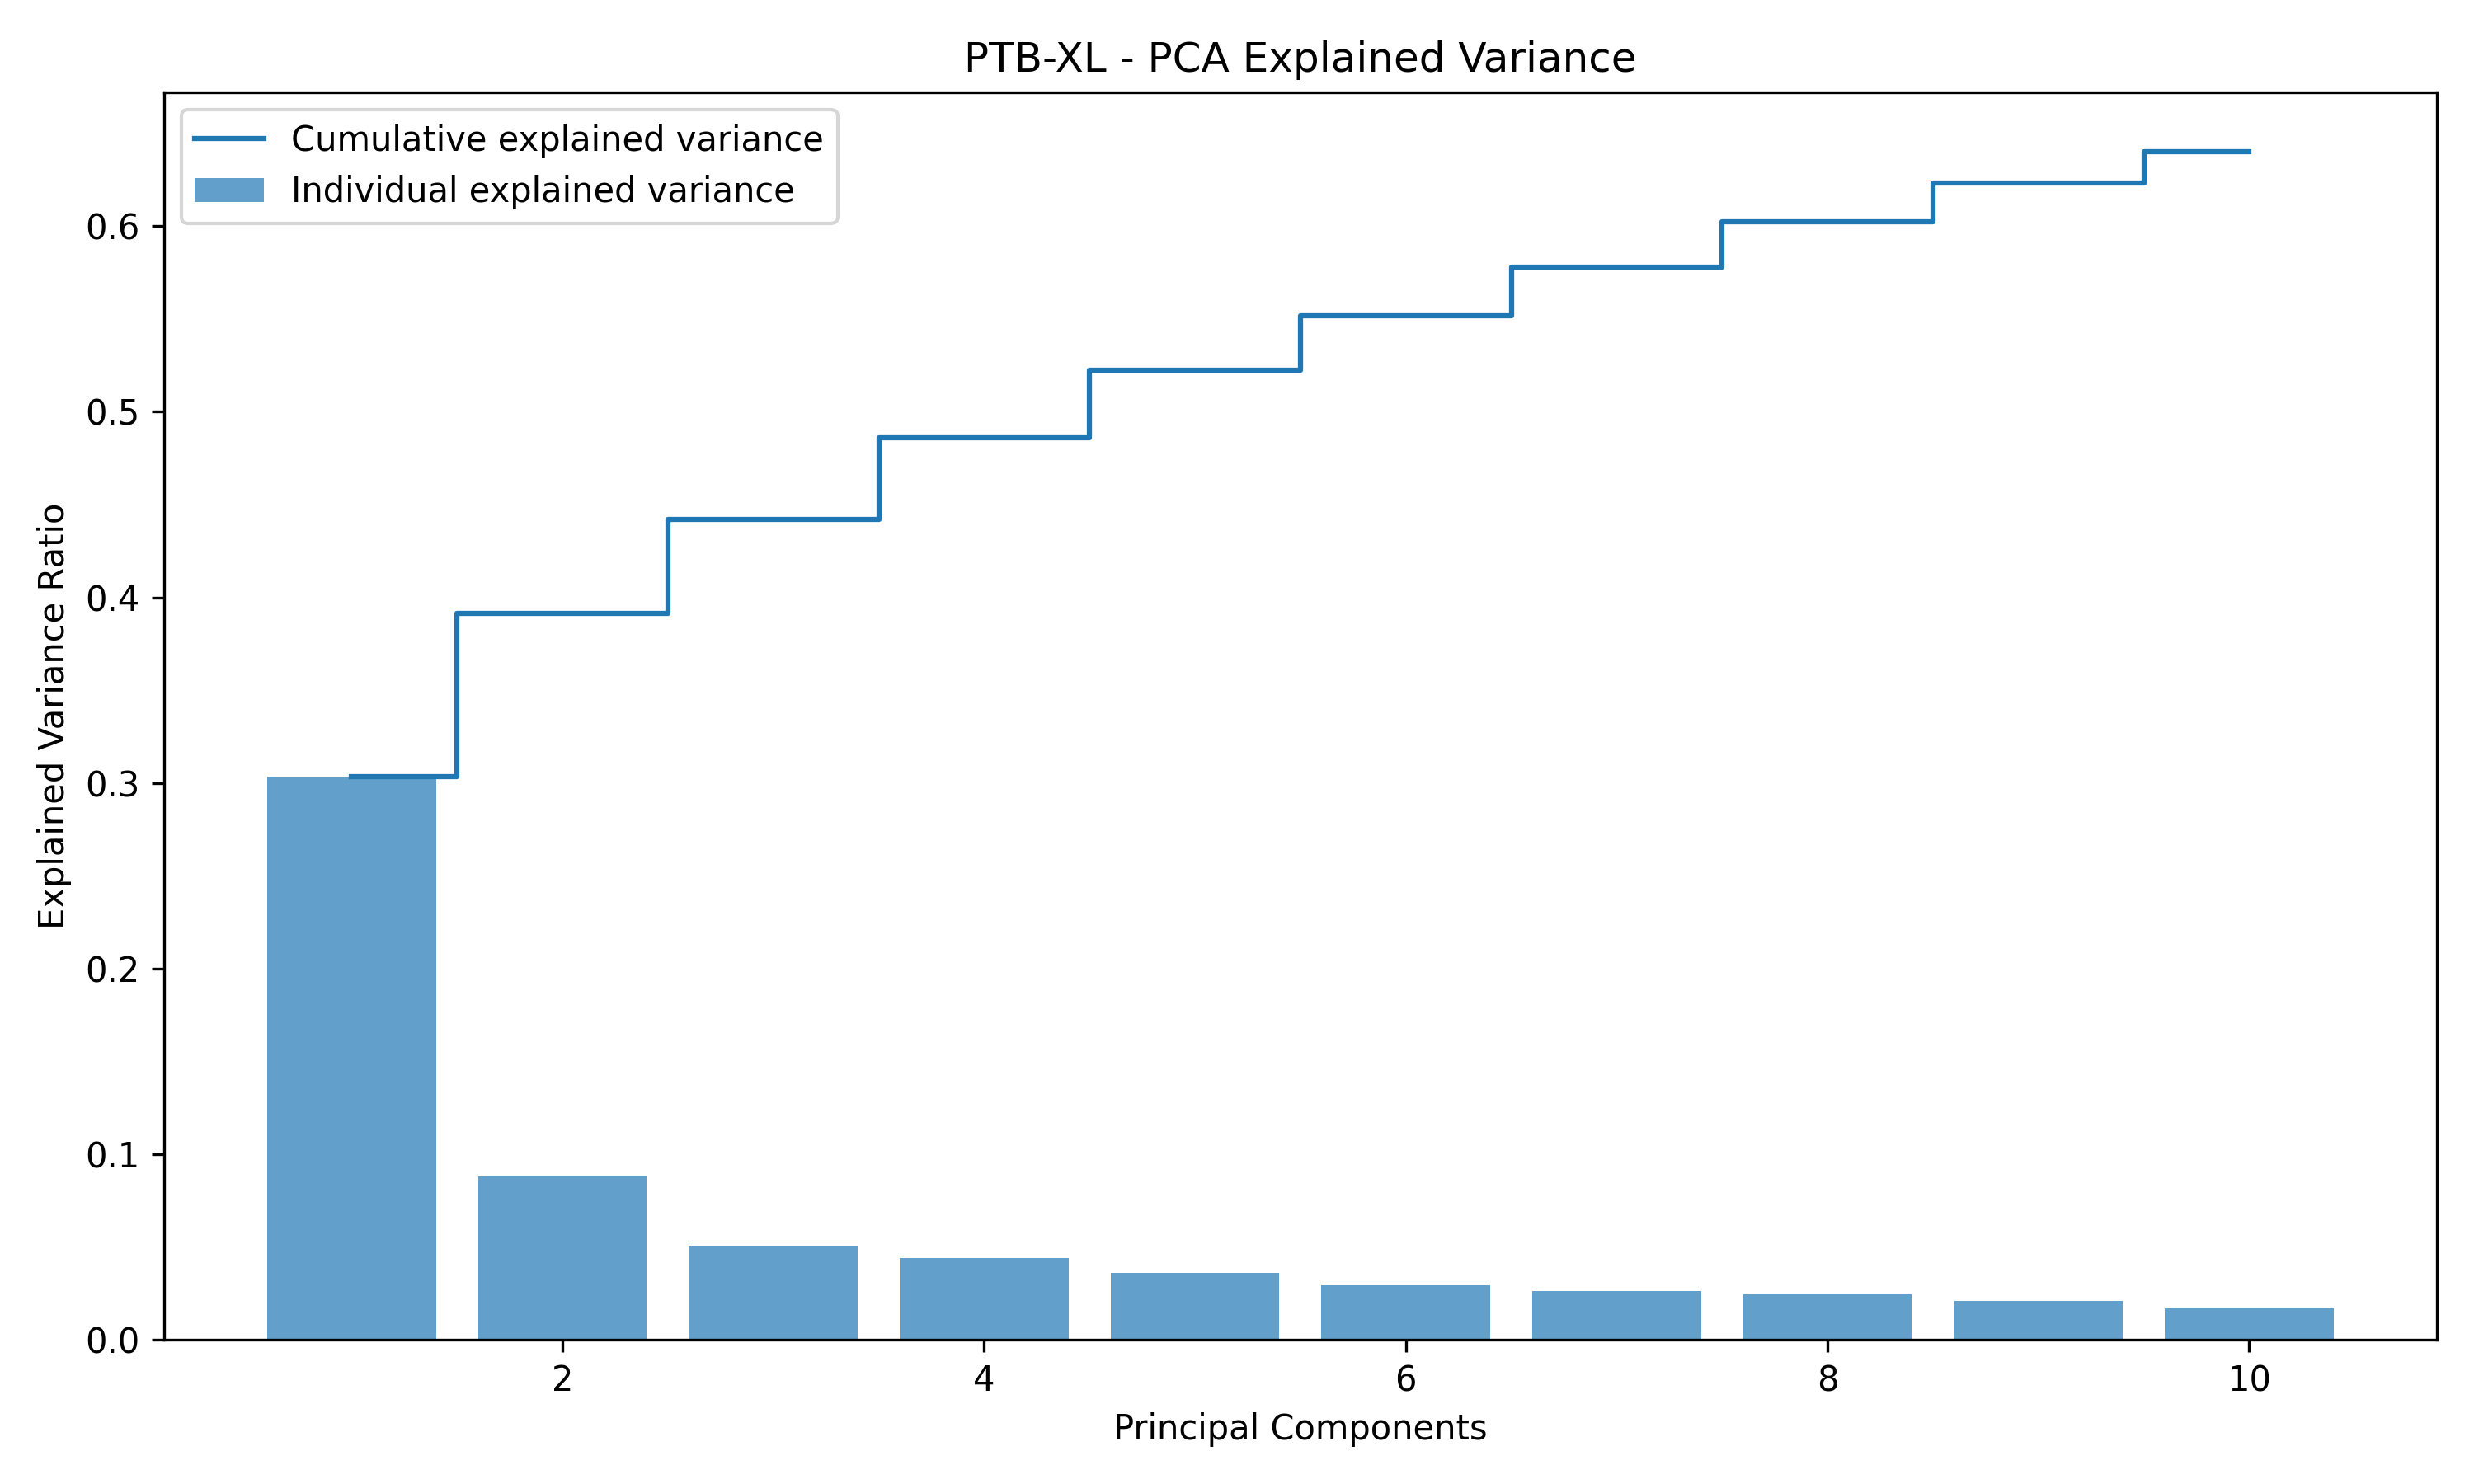 PTB-XL - PCA Explained Variance
Cumulative explained variance
Individual explained variance
Explained Variance Ratio
0.6
0.5
0.4
0.3
0.2
0.1
0.0
2 4 6 8 10
Principal Components